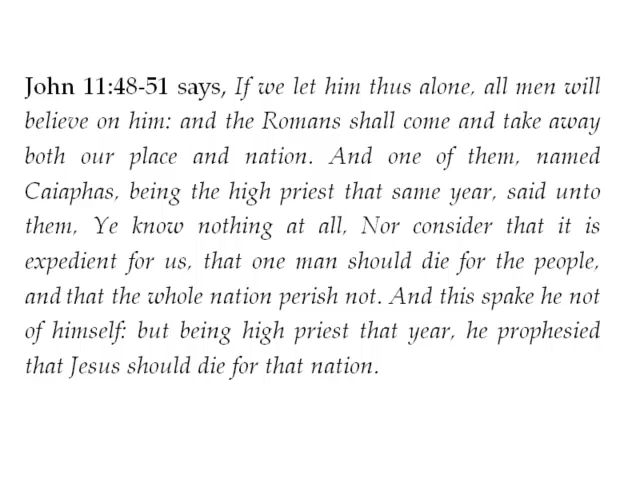 John 11:48-51 says, If we let him thus alone, all men will
believe on him: and the Romans shall come and take away
both our place and nation. And one of them, named
Caiaphas, being the high priest that same year, said unto
them, Ye know nothing at all, Nor consider that it is
expedient for us, that one man should die for the people,
and that the whole nation perish not. And this spake he not
of himself: but being high priest that year, he prophesied
that Jesus should die for that nation.